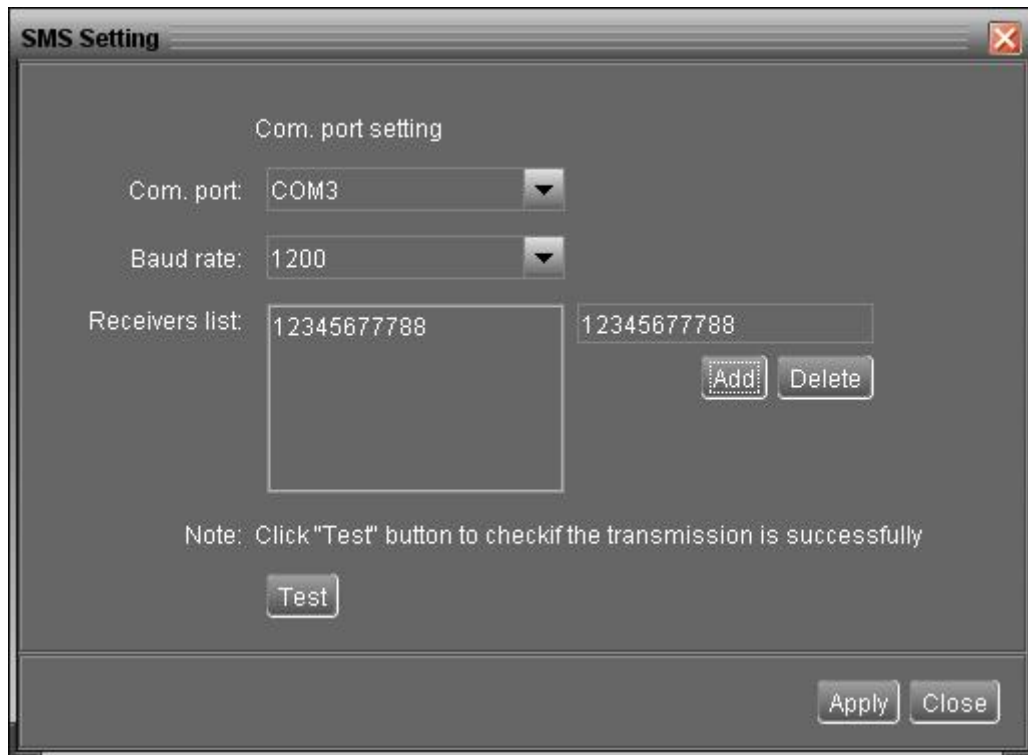 SMS Setting
Com. port setting
Com. port: COM3
Baud rate: 1200
Receivers list: 12345677788 12345677788
Add Delete
Note: Click "Test" button to checkif the transmission is successfully
Test
Apply Close